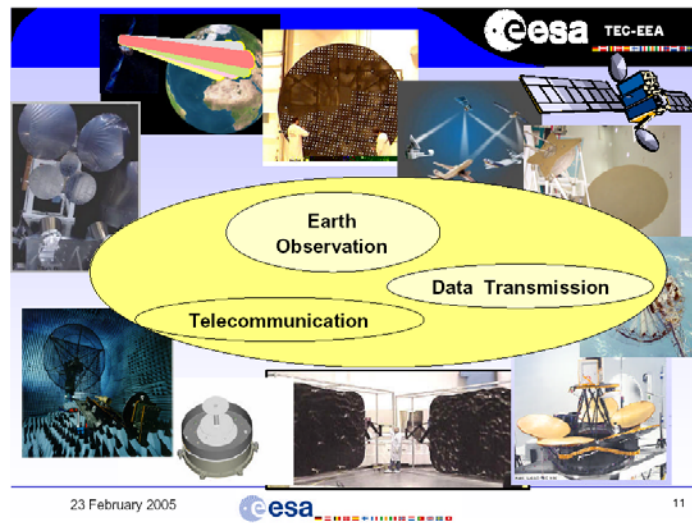 esa TEC-EEA
Earth
Observation
Data Transmission
Telecommunication
23 February 2005
esa
11